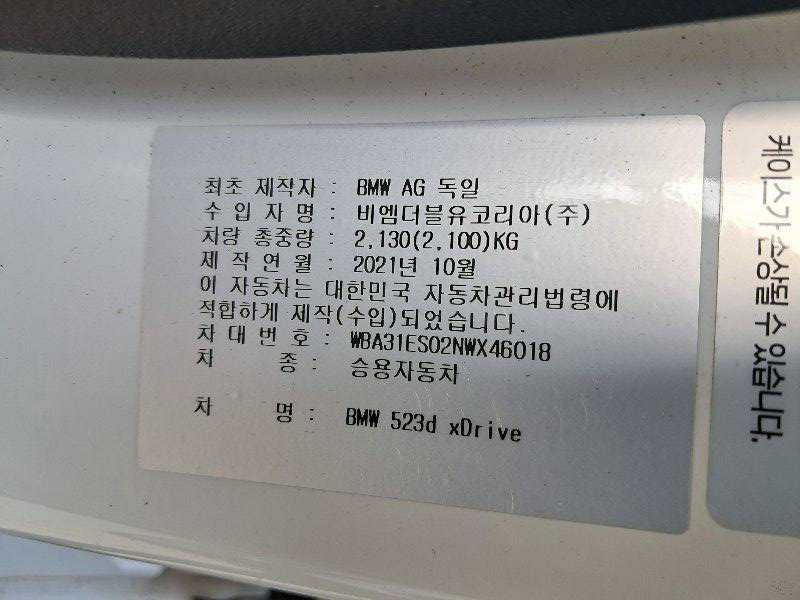 최초 제작자 : BMW AG 독일
수 입 자 명 : 비엠더블유코리아(주)
차량 총중량 : 2,130(2,100)KG
제 작 연 월 : 2021년 10월
이 자동차는 대한민국 자동차관리법령에
적합하게 제작(수입)되었습니다.
차 대 번 호 : WBA31ES02NWX46018
차 종 : 승용자동차
차 명 : BMW 523d xDrive
케이스가 손상될 수 있습니다.